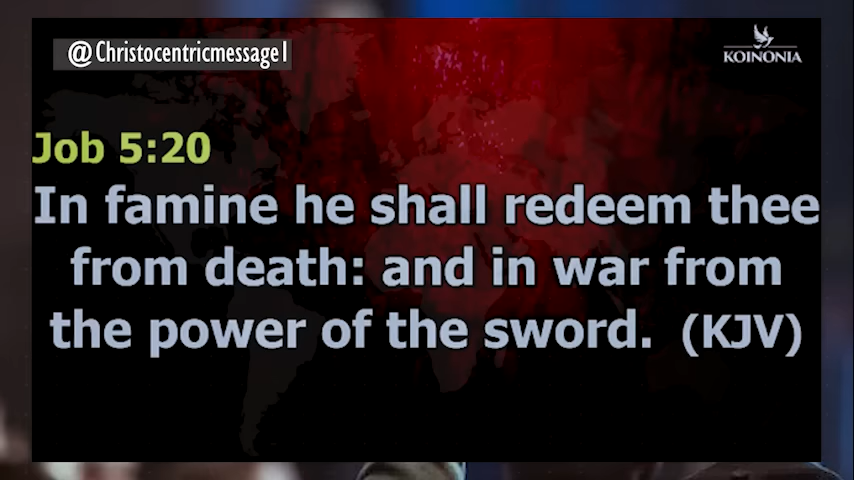 @Christocentricmessage1
KOINONIA
Job 5:20
In famine he shall redeem thee
from death: and in war from
the power of the sword. (KJV)